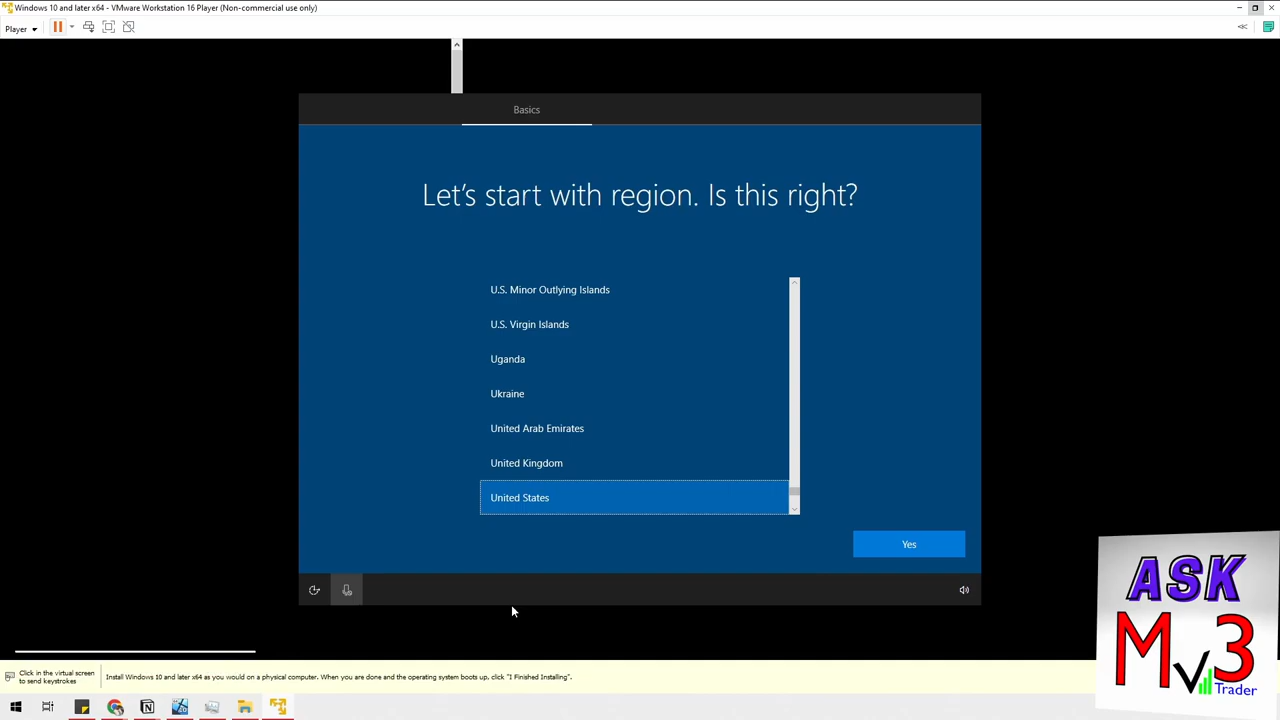 Windows 10 and later x64 - VMware Workstation 16 Player (Non-commercial use only)
Player
Basics
Let's start with region. Is this right?
U.S. Minor Outlying Islands
U.S. Virgin Islands
Uganda
Ukraine
United Arab Emirates
United Kingdom
United States
Yes
Click in the virtual screen
to send keystrokes
Install Windows 10 and later x64 as you would on a physical computer. When you are done and the operating system boots up, click "I Finished Installing".
ASK
Mv3
Trader